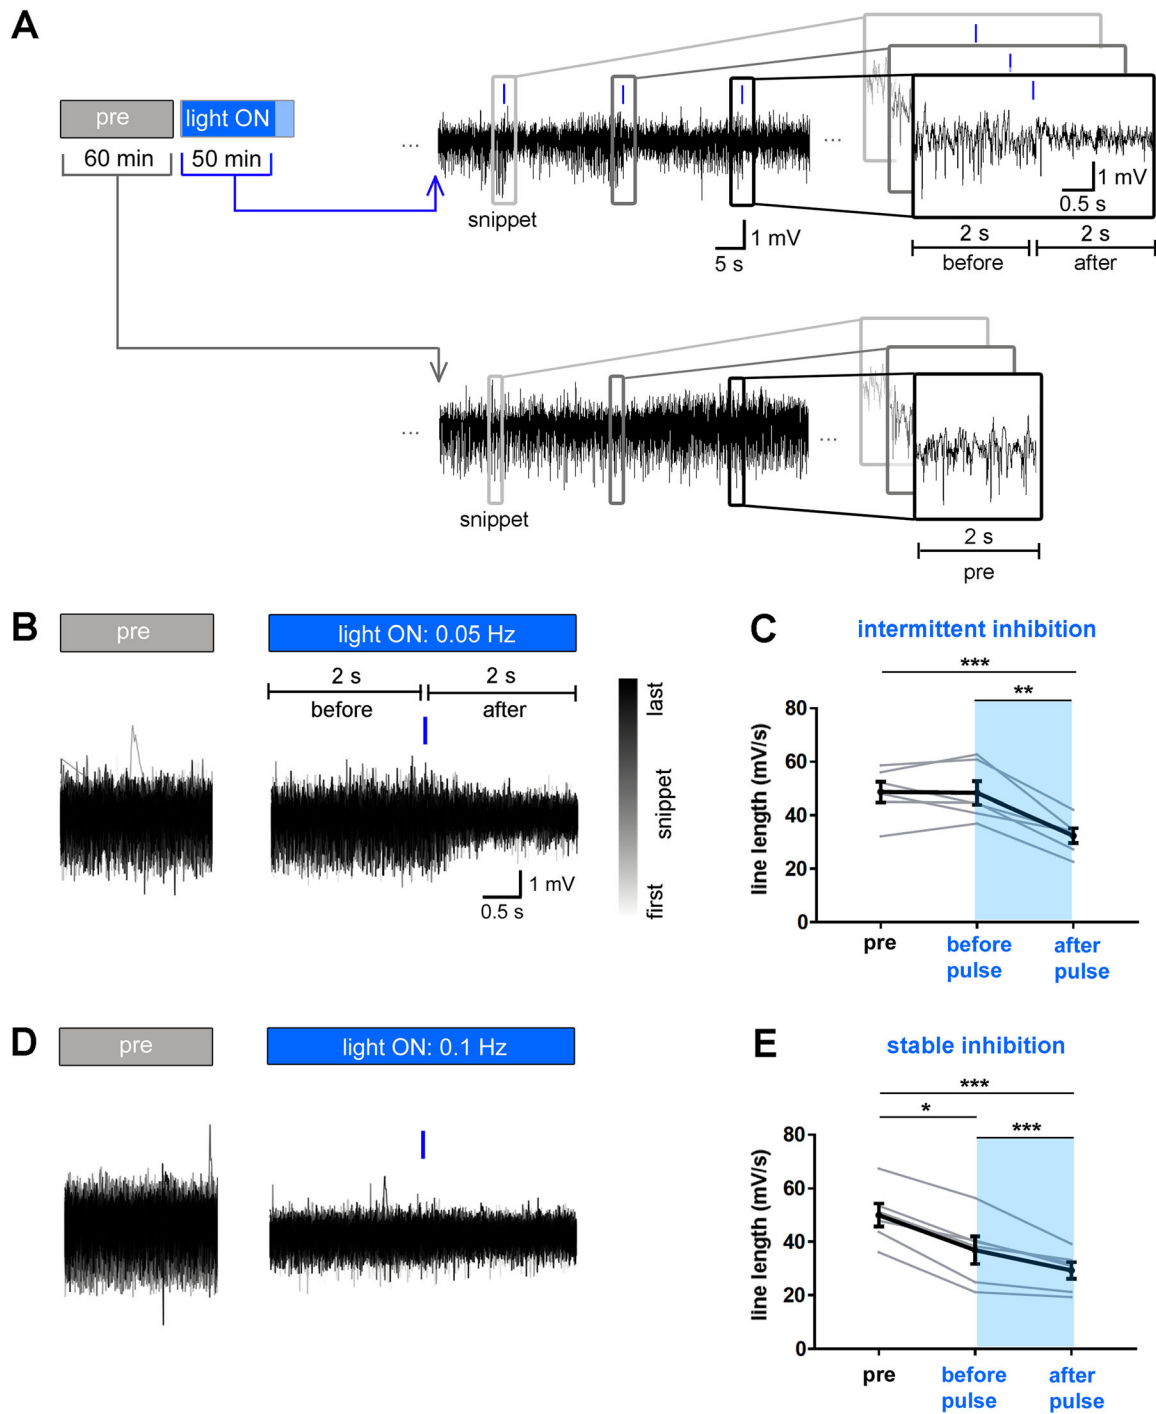 A
pre
light ON
60 min
50 min
...
...
snippet
1 mV
5 s
1 mV
0.5 s
2 s
2 s
before
after
...
...
snippet
2 s
pre
B
pre
light ON: 0.05 Hz
2 s
2 s
before
after
1 mV
0.5 s
last
snippet
first
C
intermittent inhibition
***
**
80
60
40
20
0
line length (mV/s)
pre
before
pulse
after
pulse
D
pre
light ON: 0.1 Hz
E
stable inhibition
***
*
***
80
60
40
20
0
line length (mV/s)
pre
before
pulse
after
pulse